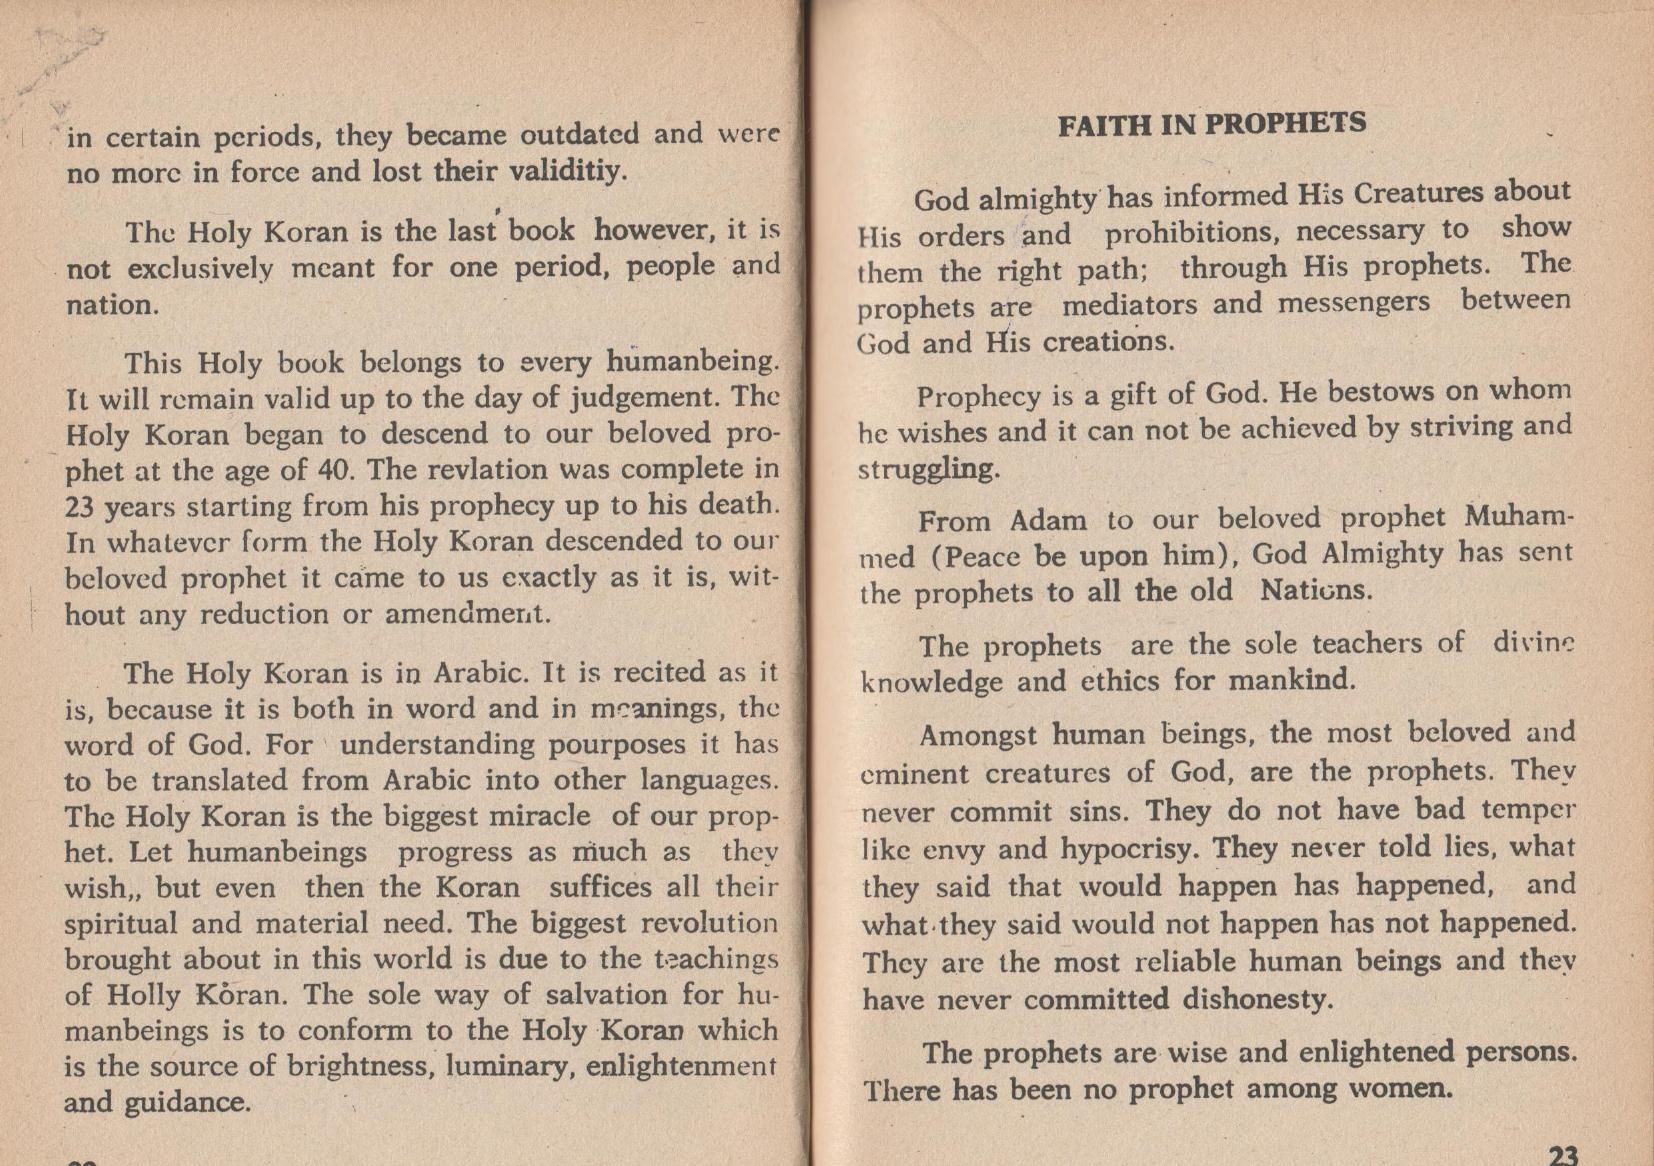 in certain periods, they became outdated and were
no more in force and lost their validitiy.
The Holy Koran is the last book however, it is
not exclusively meant for one period, people and
nation.
This Holy book belongs to every humanbeing.
It will remain valid up to the day of judgement. The
Holy Koran began to descend to our beloved pro-
phet at the age of 40. The revlation was complete in
23 years starting from his prophecy up to his death.
In whatever form the Holy Koran descended to our
beloved prophet it came to us exactly as it is, wit-
hout any reduction or amendment.
The Holy Koran is in Arabic. It is recited as it
is, because it is both in word and in meanings, the
word of God. For understanding pourposes it has
to be translated from Arabic into other languages.
The Holy Koran is the biggest miracle of our prop-
het. Let humanbeings progress as much as they
wish,, but even then the Koran suffices all their
spiritual and material need. The biggest revolution
brought about in this world is due to the teachings
of Holly Koran. The sole way of salvation for hu-
manbeings is to conform to the Holy Koran which
is the source of brightness, luminary, enlightenment
and guidance.
FAITH IN PROPHETS
God almighty has informed His Creatures about
His orders and prohibitions, necessary to show
them the right path; through His prophets. The
prophets are mediators and messengers between
God and His creations.
Prophecy is a gift of God. He bestows on whom
he wishes and it can not be achieved by striving and
struggling.
From Adam to our beloved prophet Muham-
med (Peace be upon him), God Almighty has sent
the prophets to all the old Nations.
The prophets are the sole teachers of divine
knowledge and ethics for mankind.
Amongst human beings, the most beloved and
eminent creatures of God, are the prophets. They
never commit sins. They do not have bad temper
like envy and hypocrisy. They never told lies, what
they said that would happen has happened, and
what they said would not happen has not happened.
They are the most reliable human beings and they
have never committed dishonesty.
The prophets are wise and enlightened persons.
There has been no prophet among women.
23